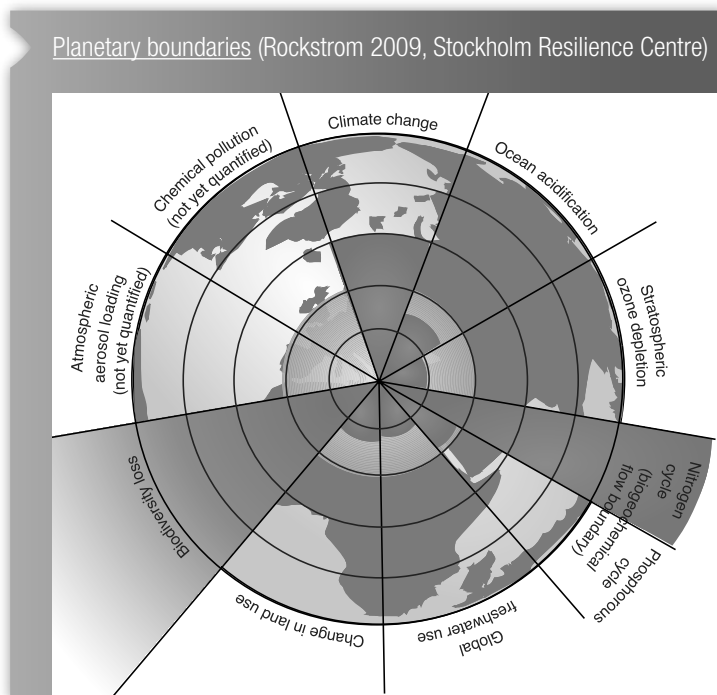 Planetary boundaries (Rockstrom 2009, Stockholm Resilience Centre)
Climate change
Ocean acidification
Stratospheric
ozone depletion
Nitrogen
cycle
(biogeochemical
flow boundary)
Phosphorous
cycle
Global
freshwater use
Change in land use
Biodiversity loss
Atmospheric
aerosol loading
(not yet quantified)
Chemical pollution
(not yet quantified)